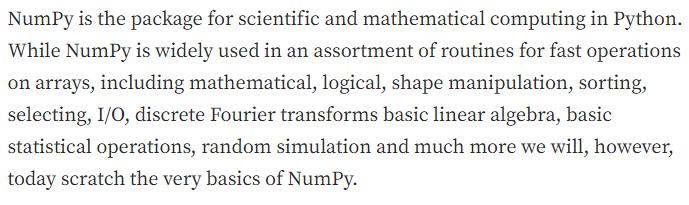 NumPy is the package for scientific and mathematical computing in Python.
While NumPy is widely used in an assortment of routines for fast operations
on arrays, including mathematical, logical, shape manipulation, sorting,
selecting, I/O, discrete Fourier transforms basic linear algebra, basic
statistical operations, random simulation and much more we will, however,
today scratch the very basics of NumPy.